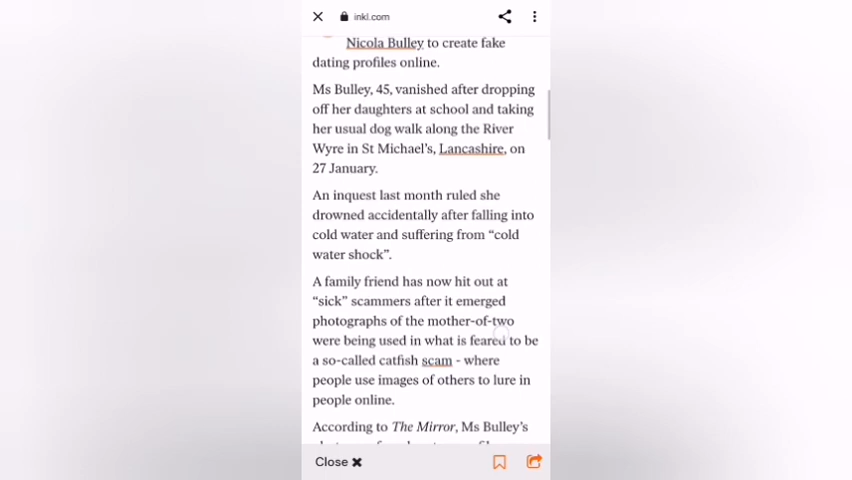 inkl.com
Nicola Bulley to create fake
dating profiles online.
Ms Bulley, 45, vanished after dropping
off her daughters at school and taking
her usual dog walk along the River
Wyre in St Michael's, Lancashire, on
27 January.
An inquest last month ruled she
drowned accidentally after falling into
cold water and suffering from “cold
water shock”.
A family friend has now hit out at
“sick” scammers after it emerged
photographs of the mother-of-two
were being used in what is feared to be
a so-called catfish scam - where
people use images of others to lure in
people online.
According to The Mirror, Ms Bulley’s
Close ✖